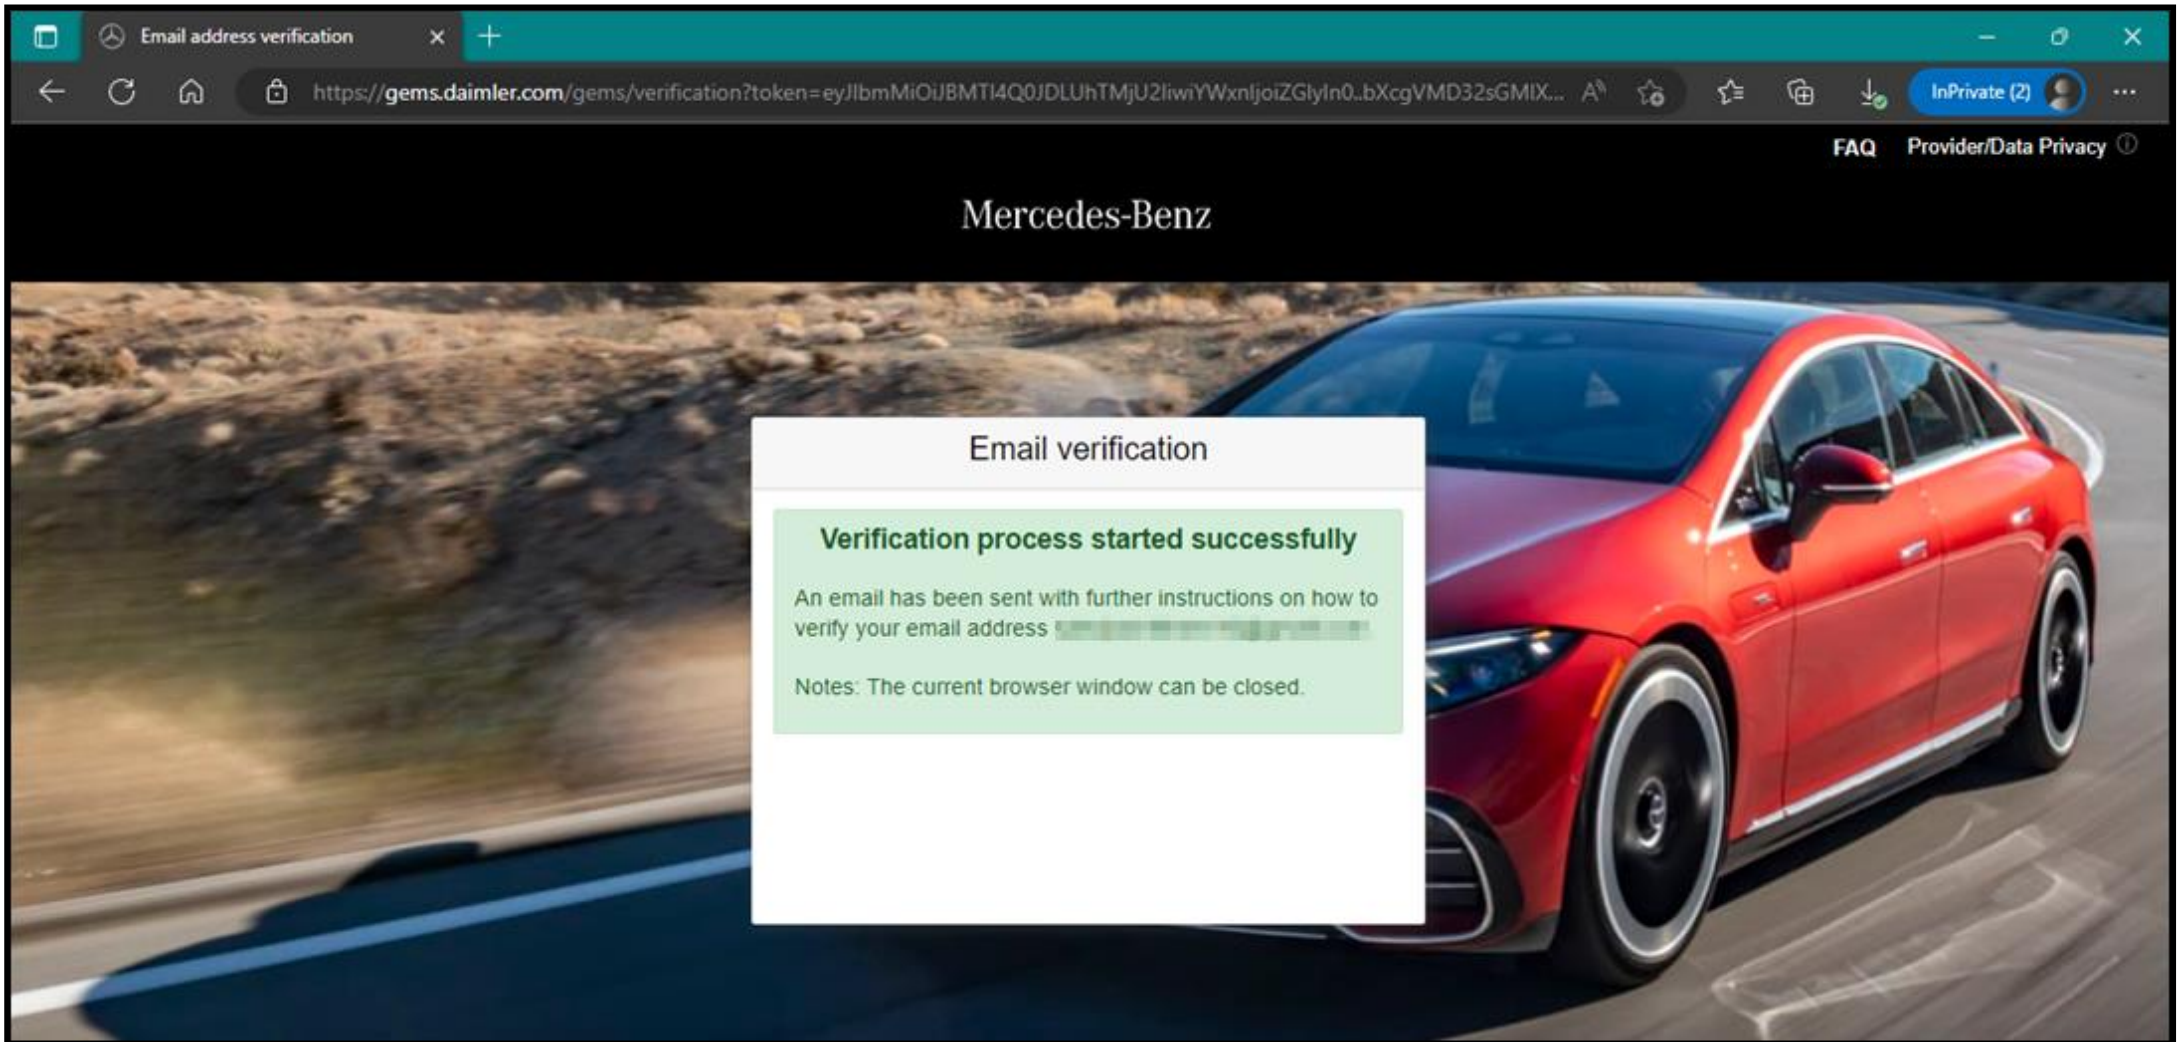 Email address verification
https://gems.daimler.com/gems/verification?token=eyJlbmMiOiJBMTI4Q0JDLUhTMjU2IiwiYWxnIjoiZGlyIn0..bXcgVMD32sGMIX...
InPrivate (2)
FAQ Provider/Data Privacy
Mercedes-Benz
Email verification
Verification process started successfully
An email has been sent with further instructions on how to
verify your email address
Notes: The current browser window can be closed.